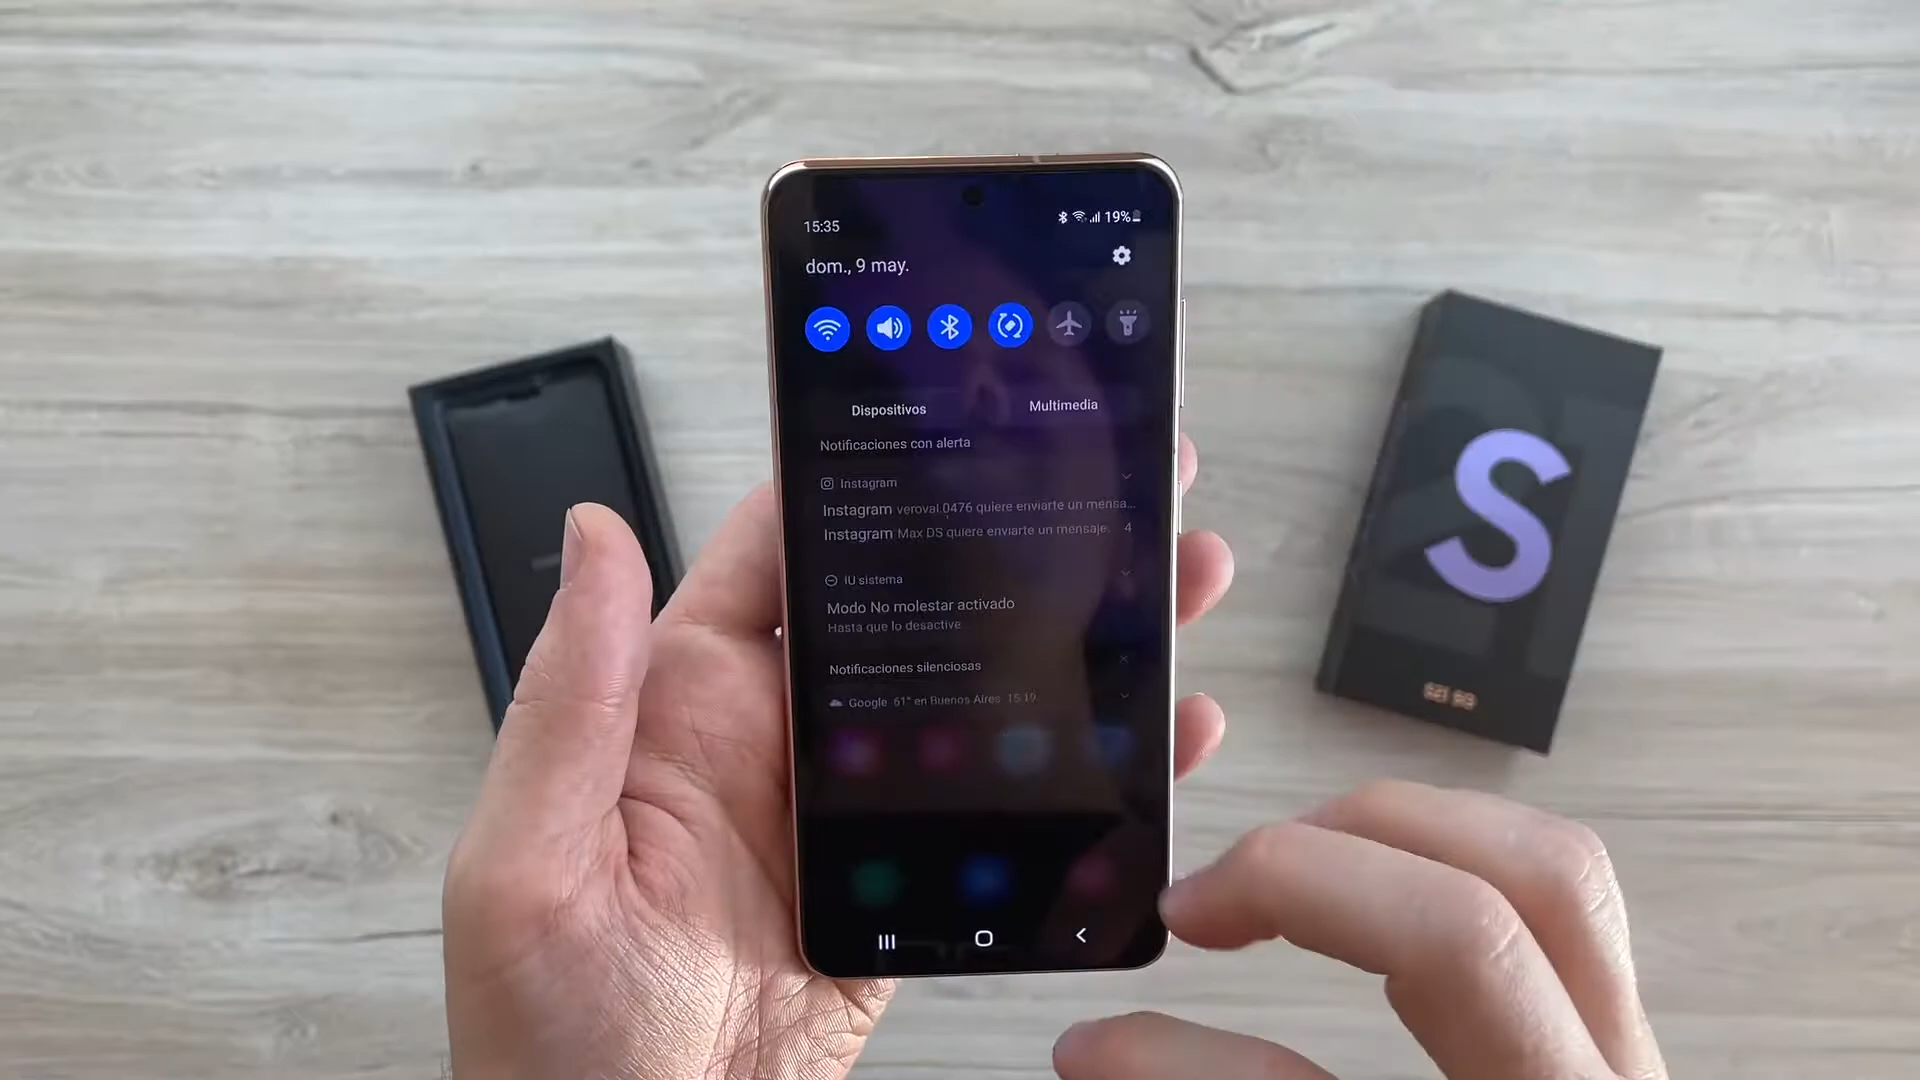 15:35
19%
dom., 9 may.
Dispositivos
Multimedia
Notificaciones con alerta
Instagram
Instagram veroval.0476 quiere enviarte un mensa...
Instagram Max DS quiere enviarte un mensaje. 4
IU sistema
Modo No molestar activado
Hasta que lo desactive
Notificaciones silenciosas
Google 61° en Buenos Aires 15:19
S